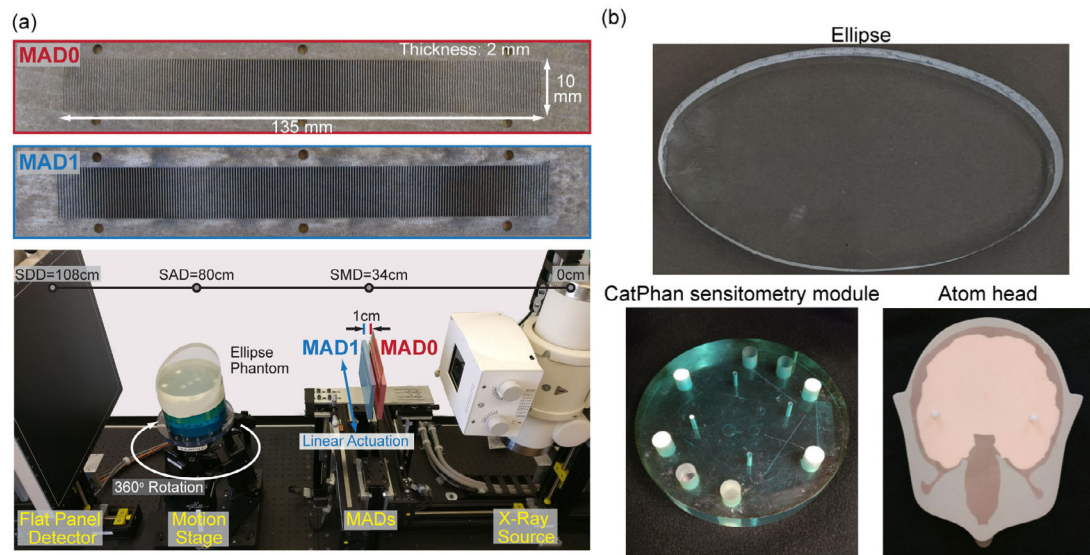 (a)
MAD0
Thickness: 2 mm
10
mm
135 mm
MAD1
SDD=108cm
SAD=80cm
SMD=34cm
0cm
1cm
MAD1
MAD0
Ellipse
Phantom
Linear Actuation
360° Rotation
Flat Panel
Detector
Motion
Stage
MADs
X-Ray
Source
(b)
Ellipse
CatPhan sensitometry module
Atom head